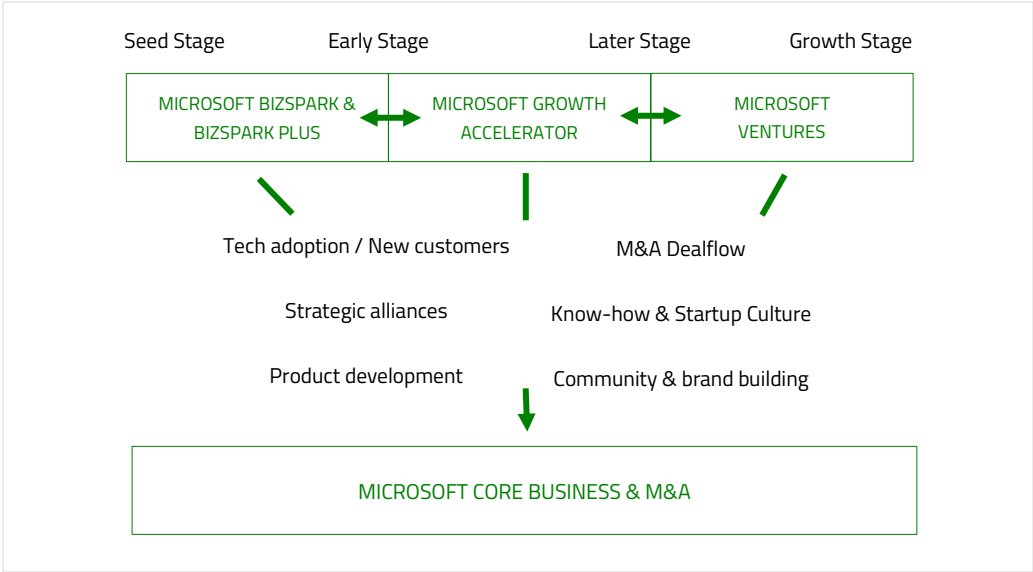 Seed Stage
Early Stage
Later Stage
Growth Stage
MICROSOFT BIZSPARK &
BIZSPARK PLUS
MICROSOFT GROWTH
ACCELERATOR
MICROSOFT
VENTURES
Tech adoption / New customers
M&A Dealflow
Strategic alliances
Know-how & Startup Culture
Product development
Community & brand building
MICROSOFT CORE BUSINESS & M&A